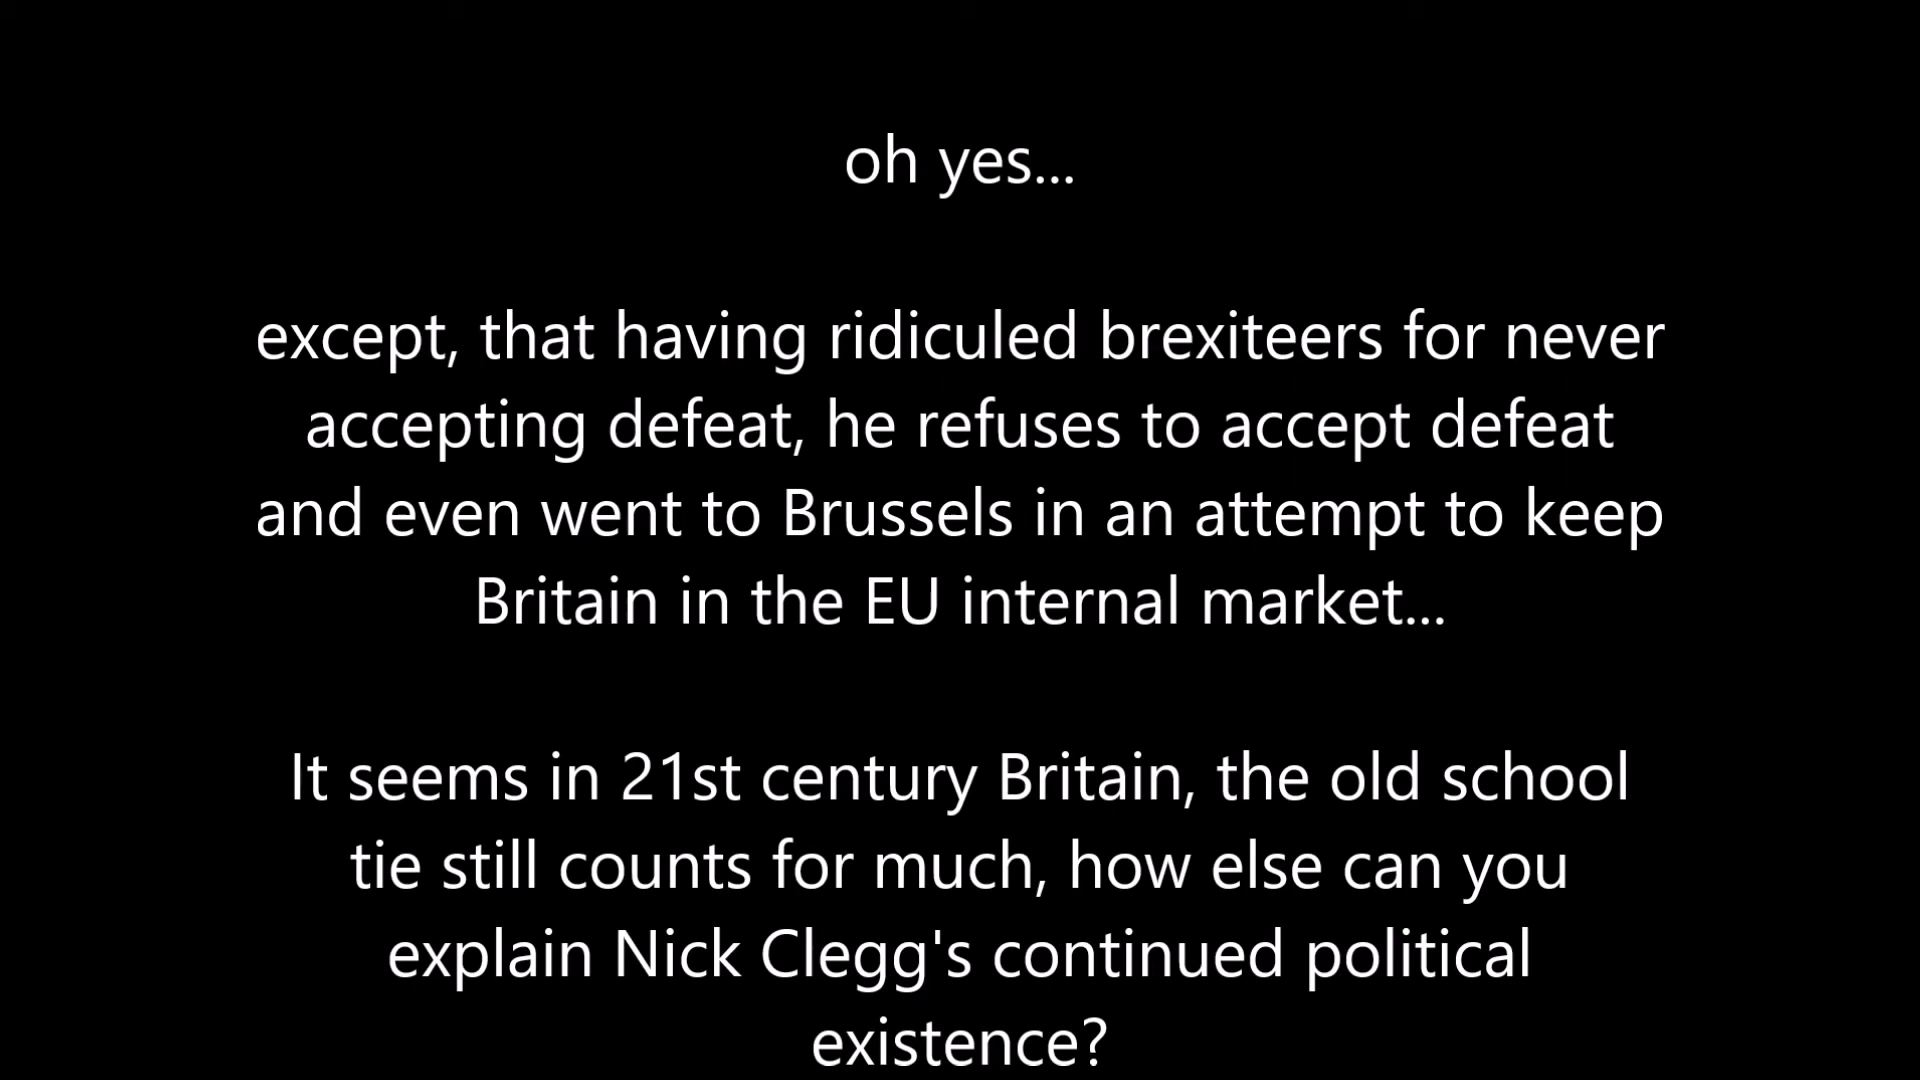 oh yes...
except, that having ridiculed brexiteers for never
accepting defeat, he refuses to accept defeat
and even went to Brussels in an attempt to keep
Britain in the EU internal market...
It seems in 21st century Britain, the old school
tie still counts for much, how else can you
explain Nick Clegg's continued political
existence?